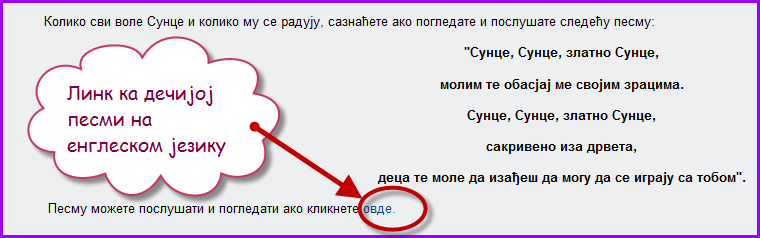 Колико сви воле Сунце и колико му се радују, сазнаћете ако погледате и послушате следећу песму:
"Сунце, Сунце, златно Сунце,
молим те обасјај ме својим зрацима.
Сунце, Сунце, златно Сунце,
сакривено иза дрвета,
деца те моле да изађеш да могу да се играју са тобом".
Линк ка дечијој
песми на
енглеском језику
Песму можете послушати и погледати ако кликнете овде.